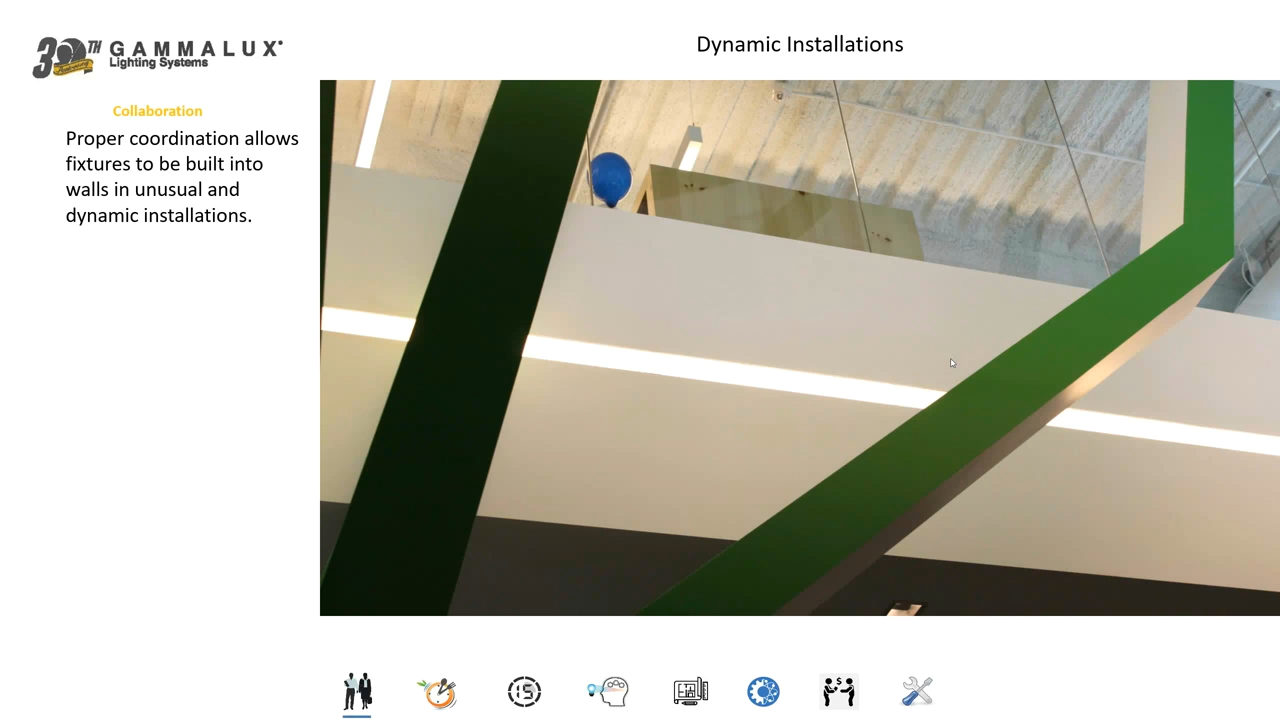 30TH GAMMALUX
Lighting Systems
Dynamic Installations
Collaboration
Proper coordination allows
fixtures to be built into
walls in unusual and
dynamic installations.
15